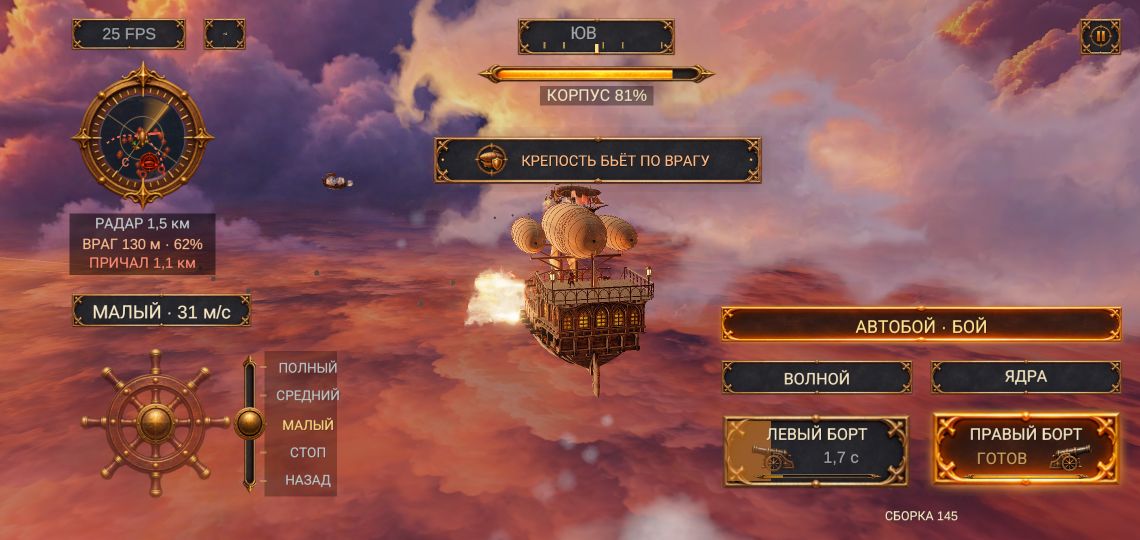 25 FPS
ЮВ
КОРПУС 81%
КРЕПОСТЬ БЬЁТ ПО ВРАГУ
РАДАР 1,5 км
ВРАГ 130 м · 62%
ПРИЧАЛ 1,1 км
МАЛЫЙ · 31 м/с
ПОЛНЫЙ
СРЕДНИЙ
МАЛЫЙ
СТОП
НАЗАД
АВТОБОЙ · БОЙ
ВОЛНОЙ
ЯДРА
ЛЕВЫЙ БОРТ
1,7 с
ПРАВЫЙ БОРТ
ГОТОВ
СБОРКА 145